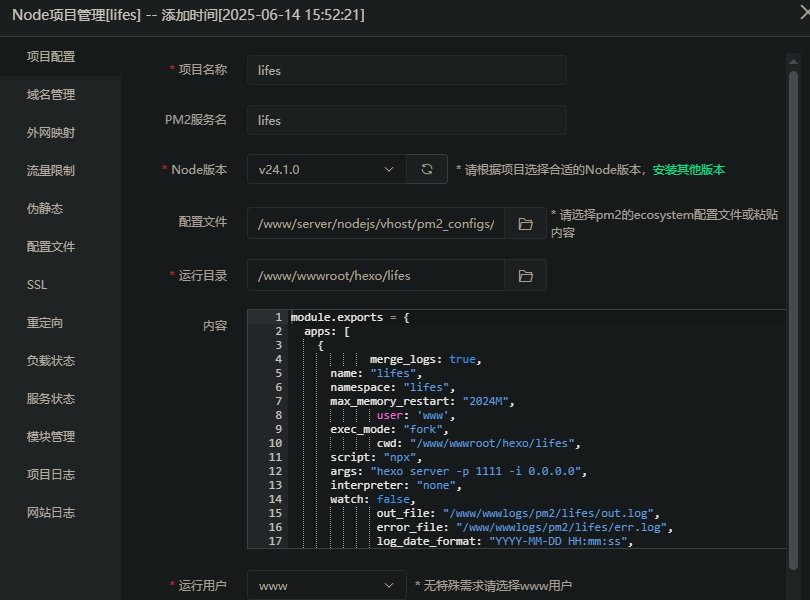 Node项目管理[lifes] -- 添加时间[2025-06-14 15:52:21]
项目配置
域名管理
外网映射
流量限制
伪静态
配置文件
SSL
重定向
负载状态
服务状态
模块管理
项目日志
网站日志
* 项目名称 lifes
PM2服务名 lifes
* Node版本 v24.1.0 * 请根据项目选择合适的Node版本，安装其他版本
配置文件 /www/server/nodejs/vhost/pm2_configs/ * 请选择pm2的ecosystem配置文件或粘贴
内容
* 运行目录 /www/wwwroot/hexo/lifes
内容
1 module.exports = {
2 apps: [
3 {
4 merge_logs: true,
5 name: "lifes",
6 namespace: "lifes",
7 max_memory_restart: "2024M",
8 user: 'www',
9 exec_mode: "fork",
10 cwd: "/www/wwwroot/hexo/lifes",
11 script: "npx",
12 args: "hexo server -p 1111 -i 0.0.0.0",
13 interpreter: "none",
14 watch: false,
15 out_file: "/www/wwwlogs/pm2/lifes/out.log",
16 error_file: "/www/wwwlogs/pm2/lifes/err.log",
17 log_date_format: "YYYY-MM-DD HH:mm:ss",
* 运行用户 www * 无特殊需求请选择www用户